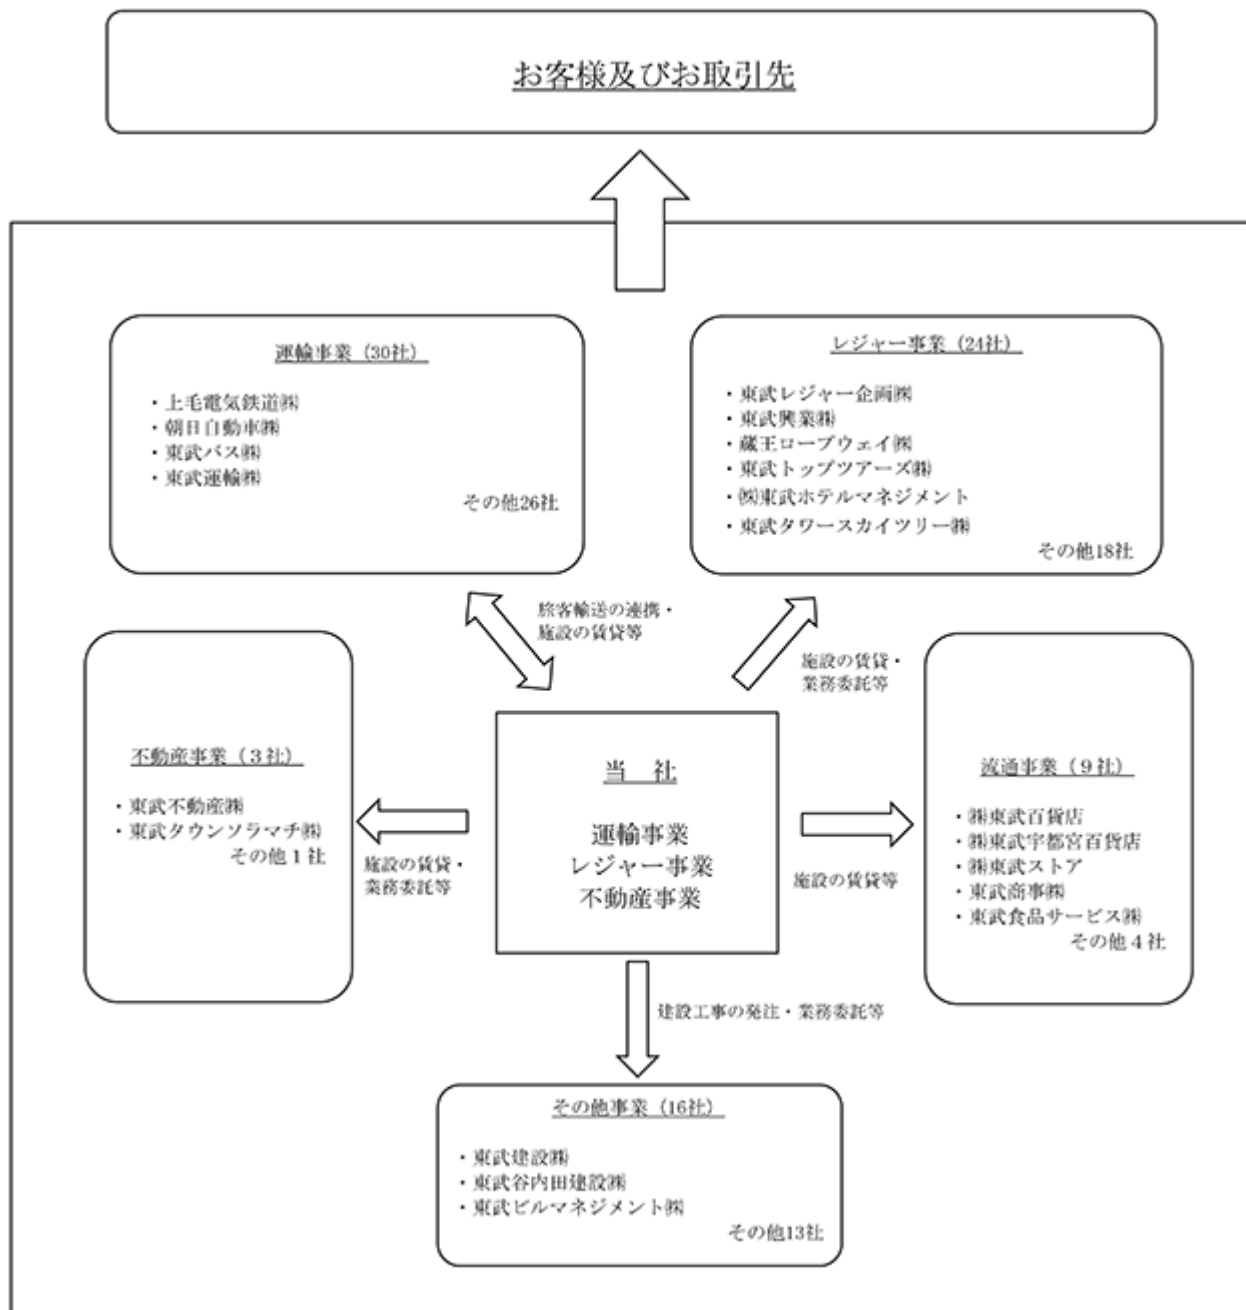 お客様及びお取引先
運輸事業(30社)
・上毛電気鉄道㈱
・朝日自動車㈱
・東武バス㈱
・東武運輸㈱
その他26社
レジャー事業(24社)
・東武レジャー企画㈱
・東武興業㈱
・蔵王ロープウェイ㈱
・東武トップツアーズ㈱
・㈱東武ホテルマネジメント
・東武タワースカイツリー㈱
その他18社
旅客輸送の連携・
施設の賃貸等
施設の賃貸・
業務委託等
不動産事業(3社)
・東武不動産㈱
・東武タウンソラマチ㈱
その他1社
施設の賃貸・
業務委託等
当 社
運輸事業
レジャー事業
不動産事業
施設の賃貸等
流通事業(9社)
・㈱東武百貨店
・㈱東武宇都宮百貨店
・㈱東武ストア
・東武商事㈱
・東武食品サービス㈱
その他4社
建設工事の発注・業務委託等
その他事業(16社)
・東武建設㈱
・東武谷内田建設㈱
・東武ビルマネジメント㈱
その他13社